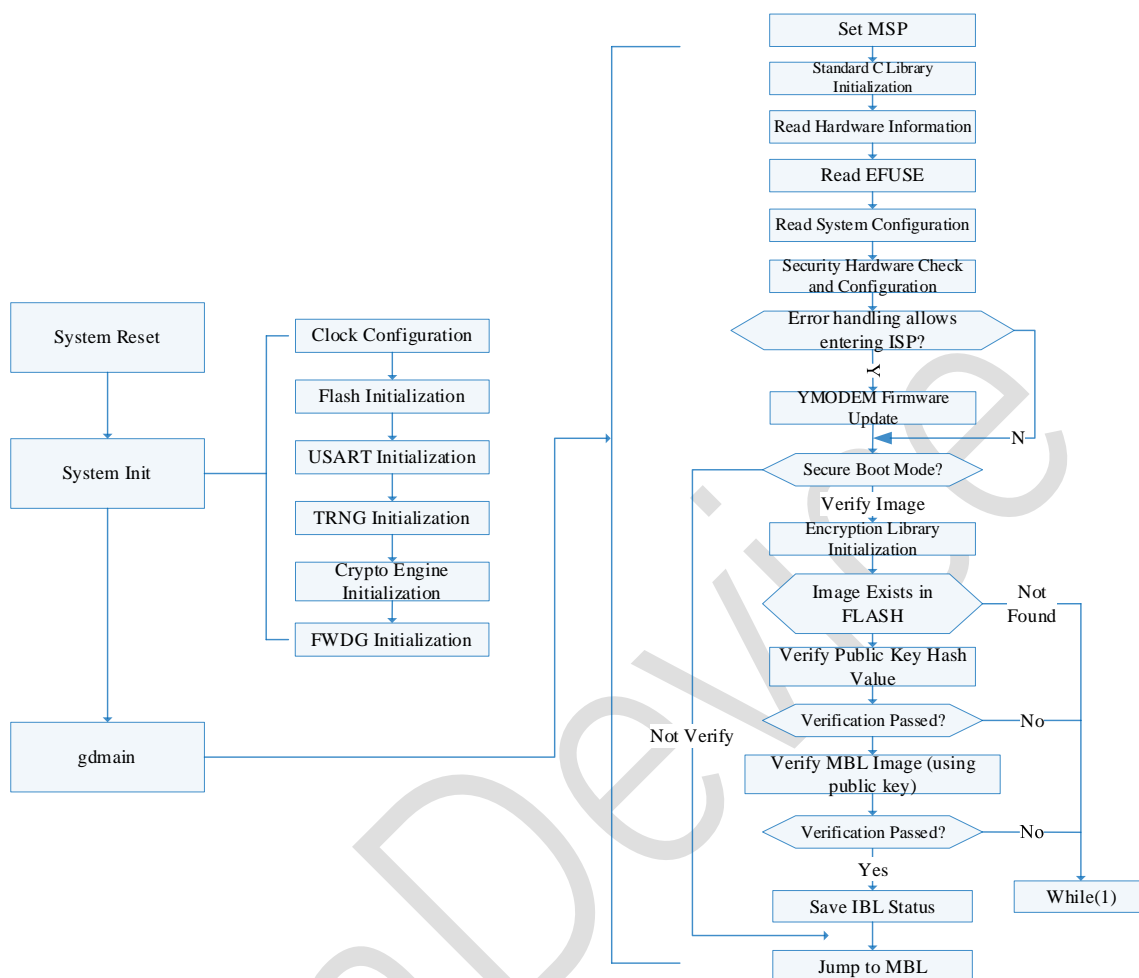 System Reset
System Init
gdmain
Clock Configuration
Flash Initialization
USART Initialization
TRNG Initialization
Crypto Engine
Initialization
FWDG Initialization
Set MSP
Standard C Library
Initialization
Read Hardware Information
Read EFUSE
Read System Configuration
Security Hardware Check
and Configuration
Error handling allows
entering ISP?
Y
YMODEM Firmware
Update
N
Secure Boot Mode?
Verify Image
Encryption Library
Initialization
Image Exists in
FLASH
Not
Found
Verify Public Key Hash
Value
Verification Passed?
No
Not Verify
Verify MBL Image (using
public key)
Verification Passed?
No
Yes
Save IBL Status
While(1)
Jump to MBL
Device